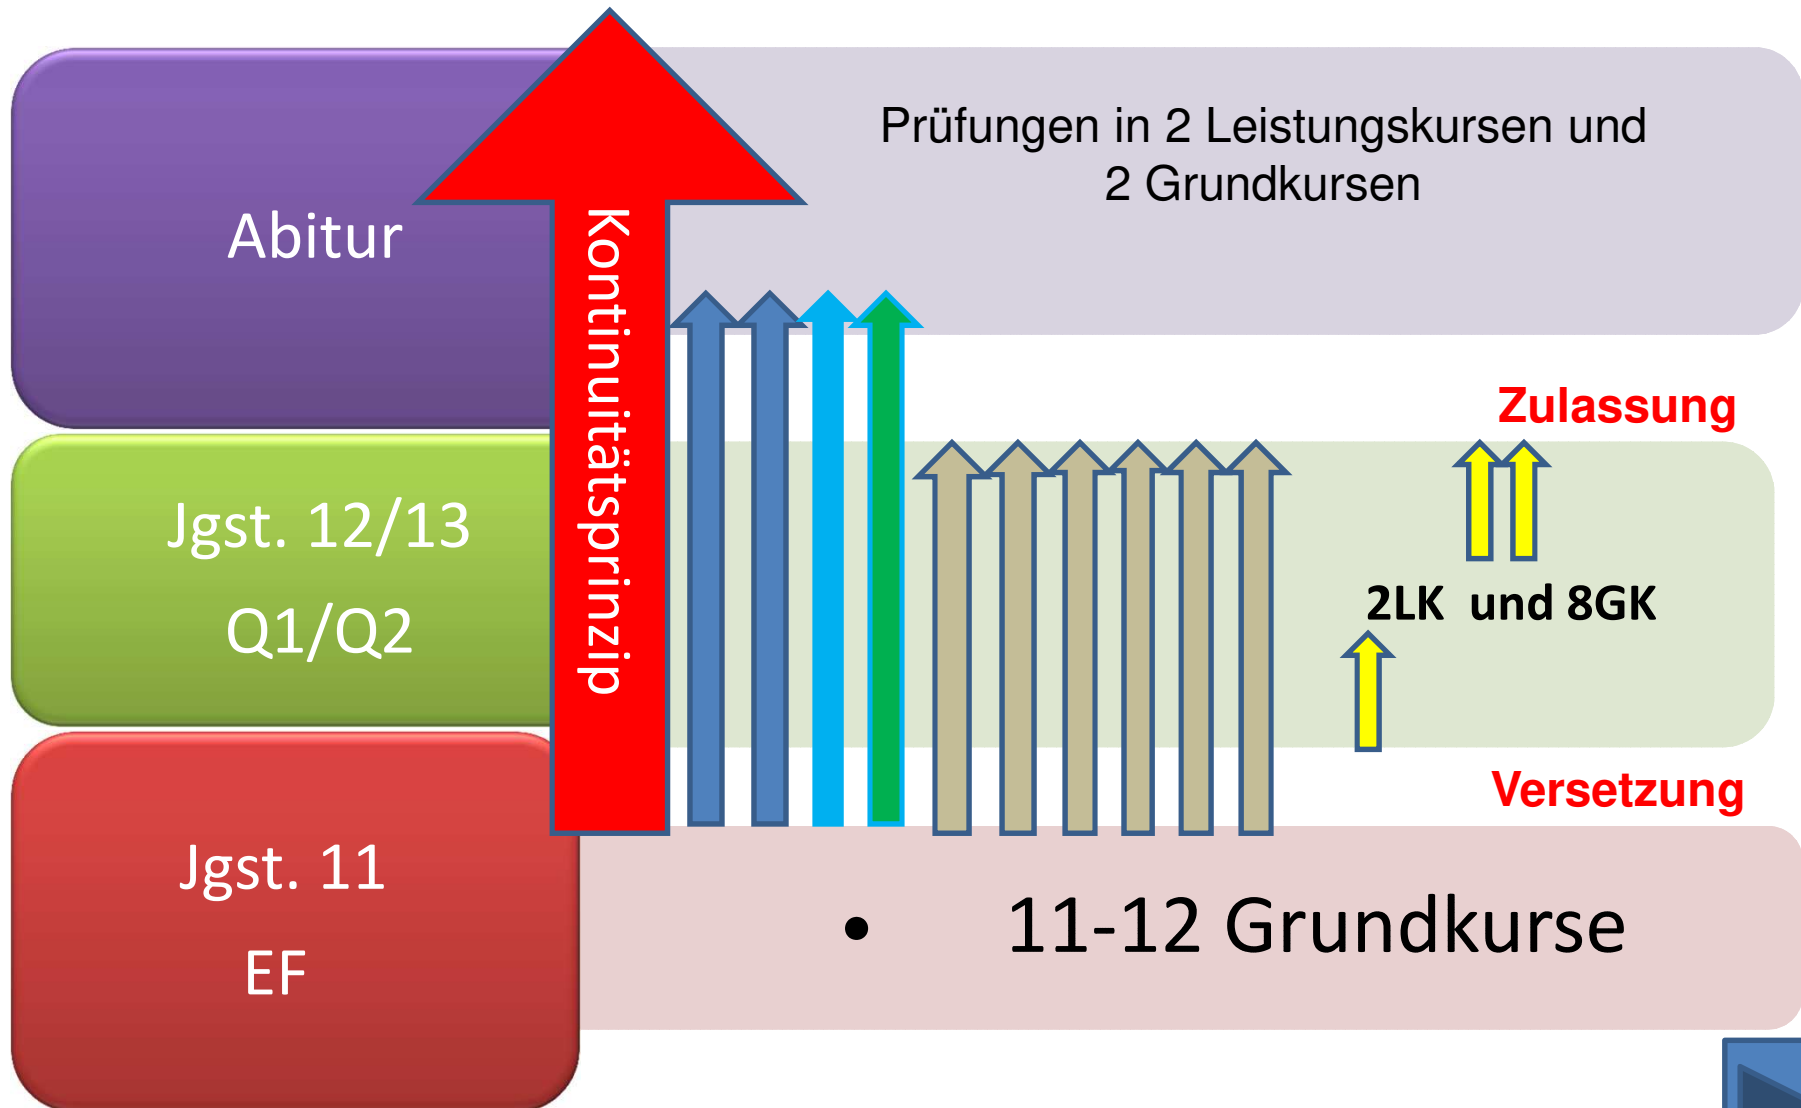 Prüfungen in 2 Leistungskursen und
2 Grundkursen
Abitur
Kontinuitätsprinzip
Zulassung
Jgst. 12/13
Q1/Q2
2LK und 8GK
Versetzung
Jgst. 11
EF
• 11-12 Grundkurse